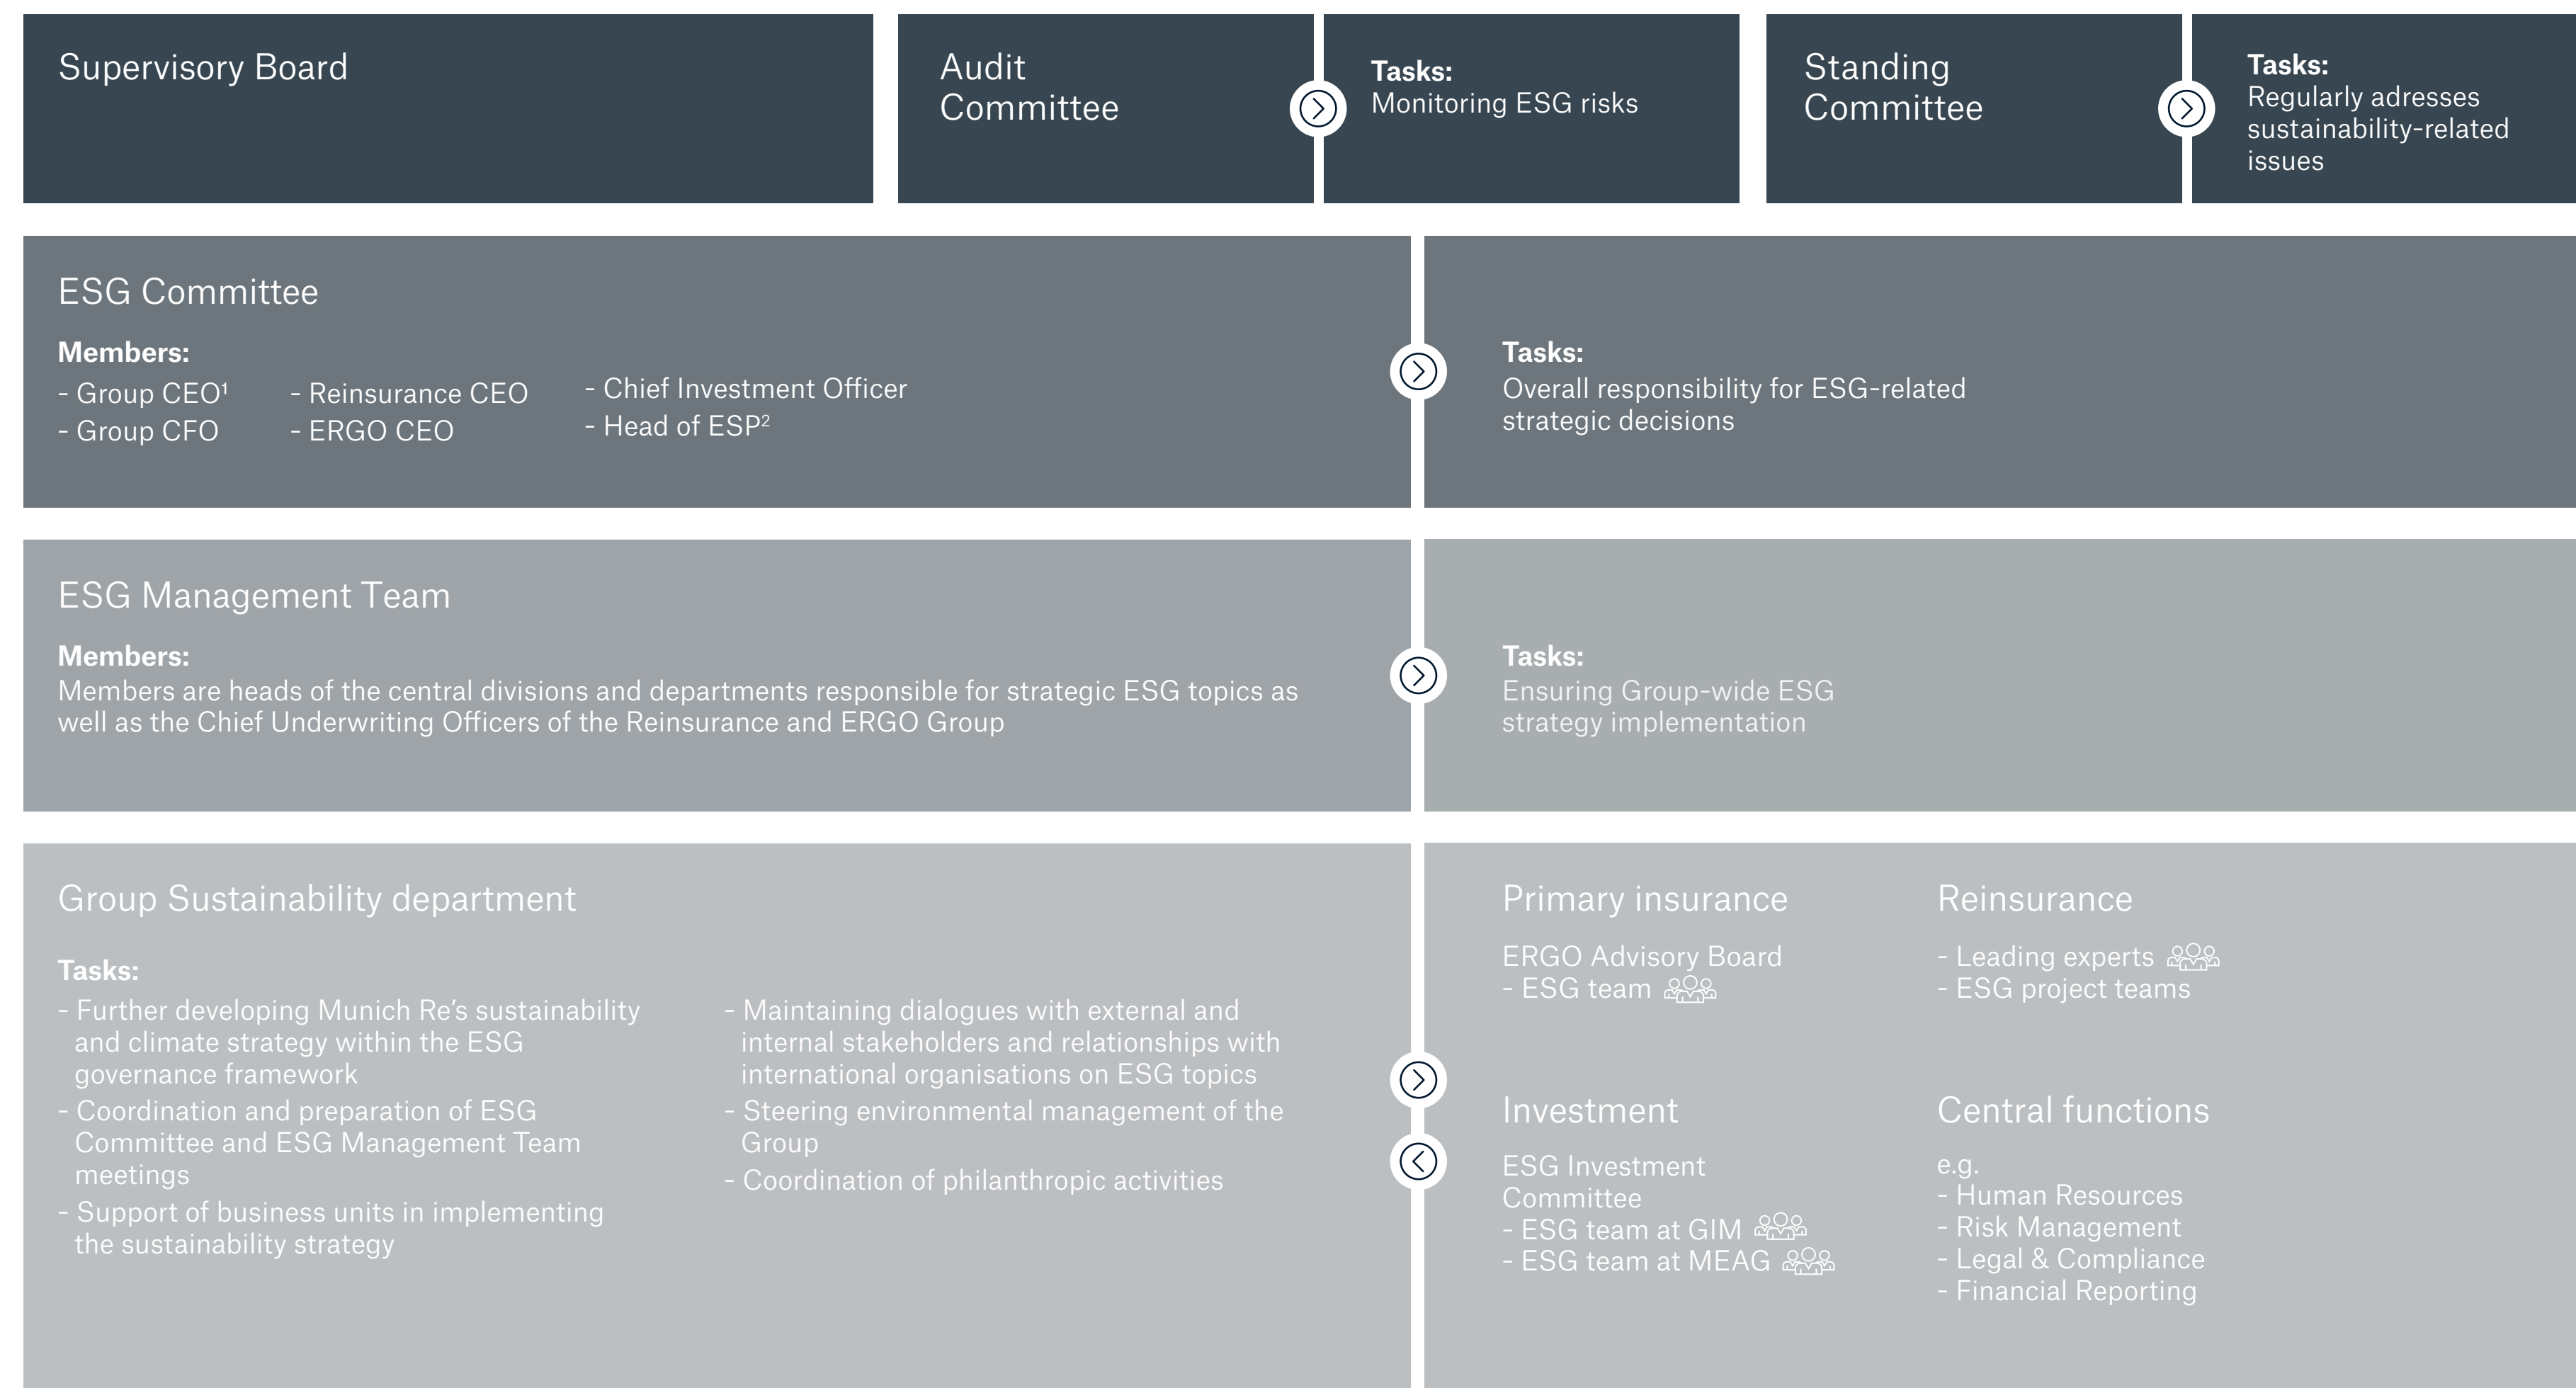 Supervisory Board
Audit
Committee
Tasks:
Monitoring ESG risks
Standing
Committee
Tasks:
Regularly adresses
sustainability-related
issues
ESG Committee
Members:
- Group CEO¹
- Group CFO
- Reinsurance CEO
- ERGO CEO
- Chief Investment Officer
- Head of ESP²
Tasks:
Overall responsibility for ESG-related
strategic decisions
ESG Management Team
Members:
Members are heads of the central divisions and departments responsible for strategic ESG topics as
well as the Chief Underwriting Officers of the Reinsurance and ERGO Group
Tasks:
Ensuring Group-wide ESG
strategy implementation
Group Sustainability department
Tasks:
- Further developing Munich Re’s sustainability
and climate strategy within the ESG
governance framework
- Coordination and preparation of ESG
Committee and ESG Management Team
meetings
- Support of business units in implementing
the sustainability strategy
- Maintaining dialogues with external and
internal stakeholders and relationships with
international organisations on ESG topics
- Steering environmental management of the
Group
- Coordination of philanthropic activities
Primary insurance
ERGO Advisory Board
- ESG team
Reinsurance
- Leading experts
- ESG project teams
Investment
ESG Investment
Committee
- ESG team at GIM
- ESG team at MEAG
Central functions
e.g.
- Human Resources
- Risk Management
- Legal & Compliance
- Financial Reporting